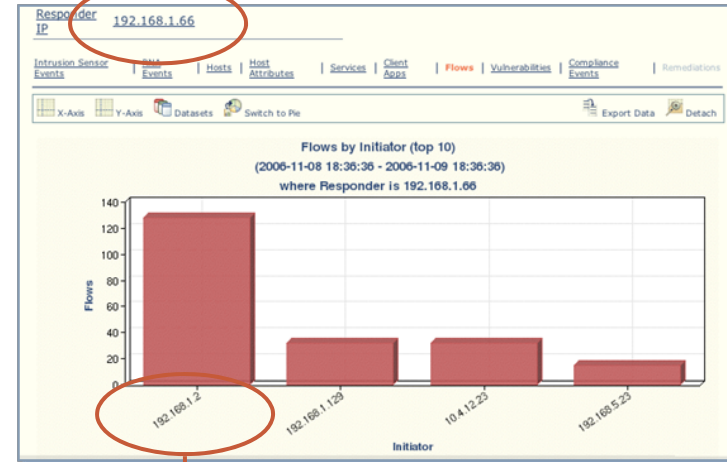 Responder IP 192.168.1.66
Intrusion Sensor Events | RNA Events | Hosts | Host Attributes | Services | Client Apps | Flows | Vulnerabilities | Compliance Events | Remediations
X-Axis Y-Axis Datasets Switch to Pie Export Data Detach
Flows by Initiator (top 10)
(2006-11-08 18:36:36 - 2006-11-09 18:36:36)
where Responder is 192.168.1.66
140
120
100
80
60
40
20
0
Flows
192.168.1.2 192.168.1.129 10.4.12.23 192.168.5.23
Initiator